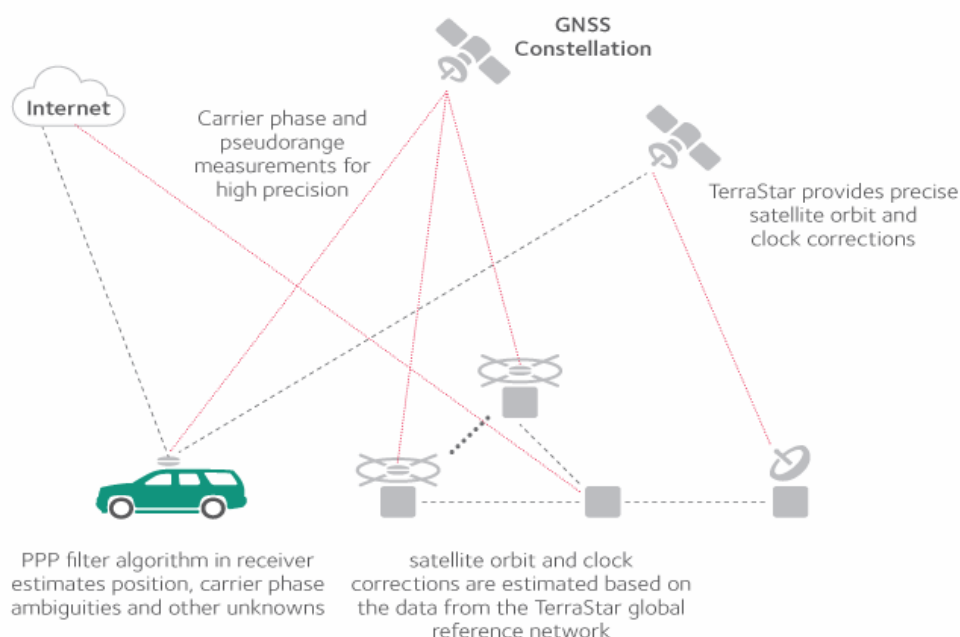 GNSS
Constellation
Internet
Carrier phase and
pseudorange
measurements for
high precision
TerraStar provides precise
satellite orbit and
clock corrections
PPP filter algorithm in receiver
estimates position, carrier phase
ambiguities and other unknowns
satellite orbit and clock
corrections are estimated based on
the data from the TerraStar global
reference network